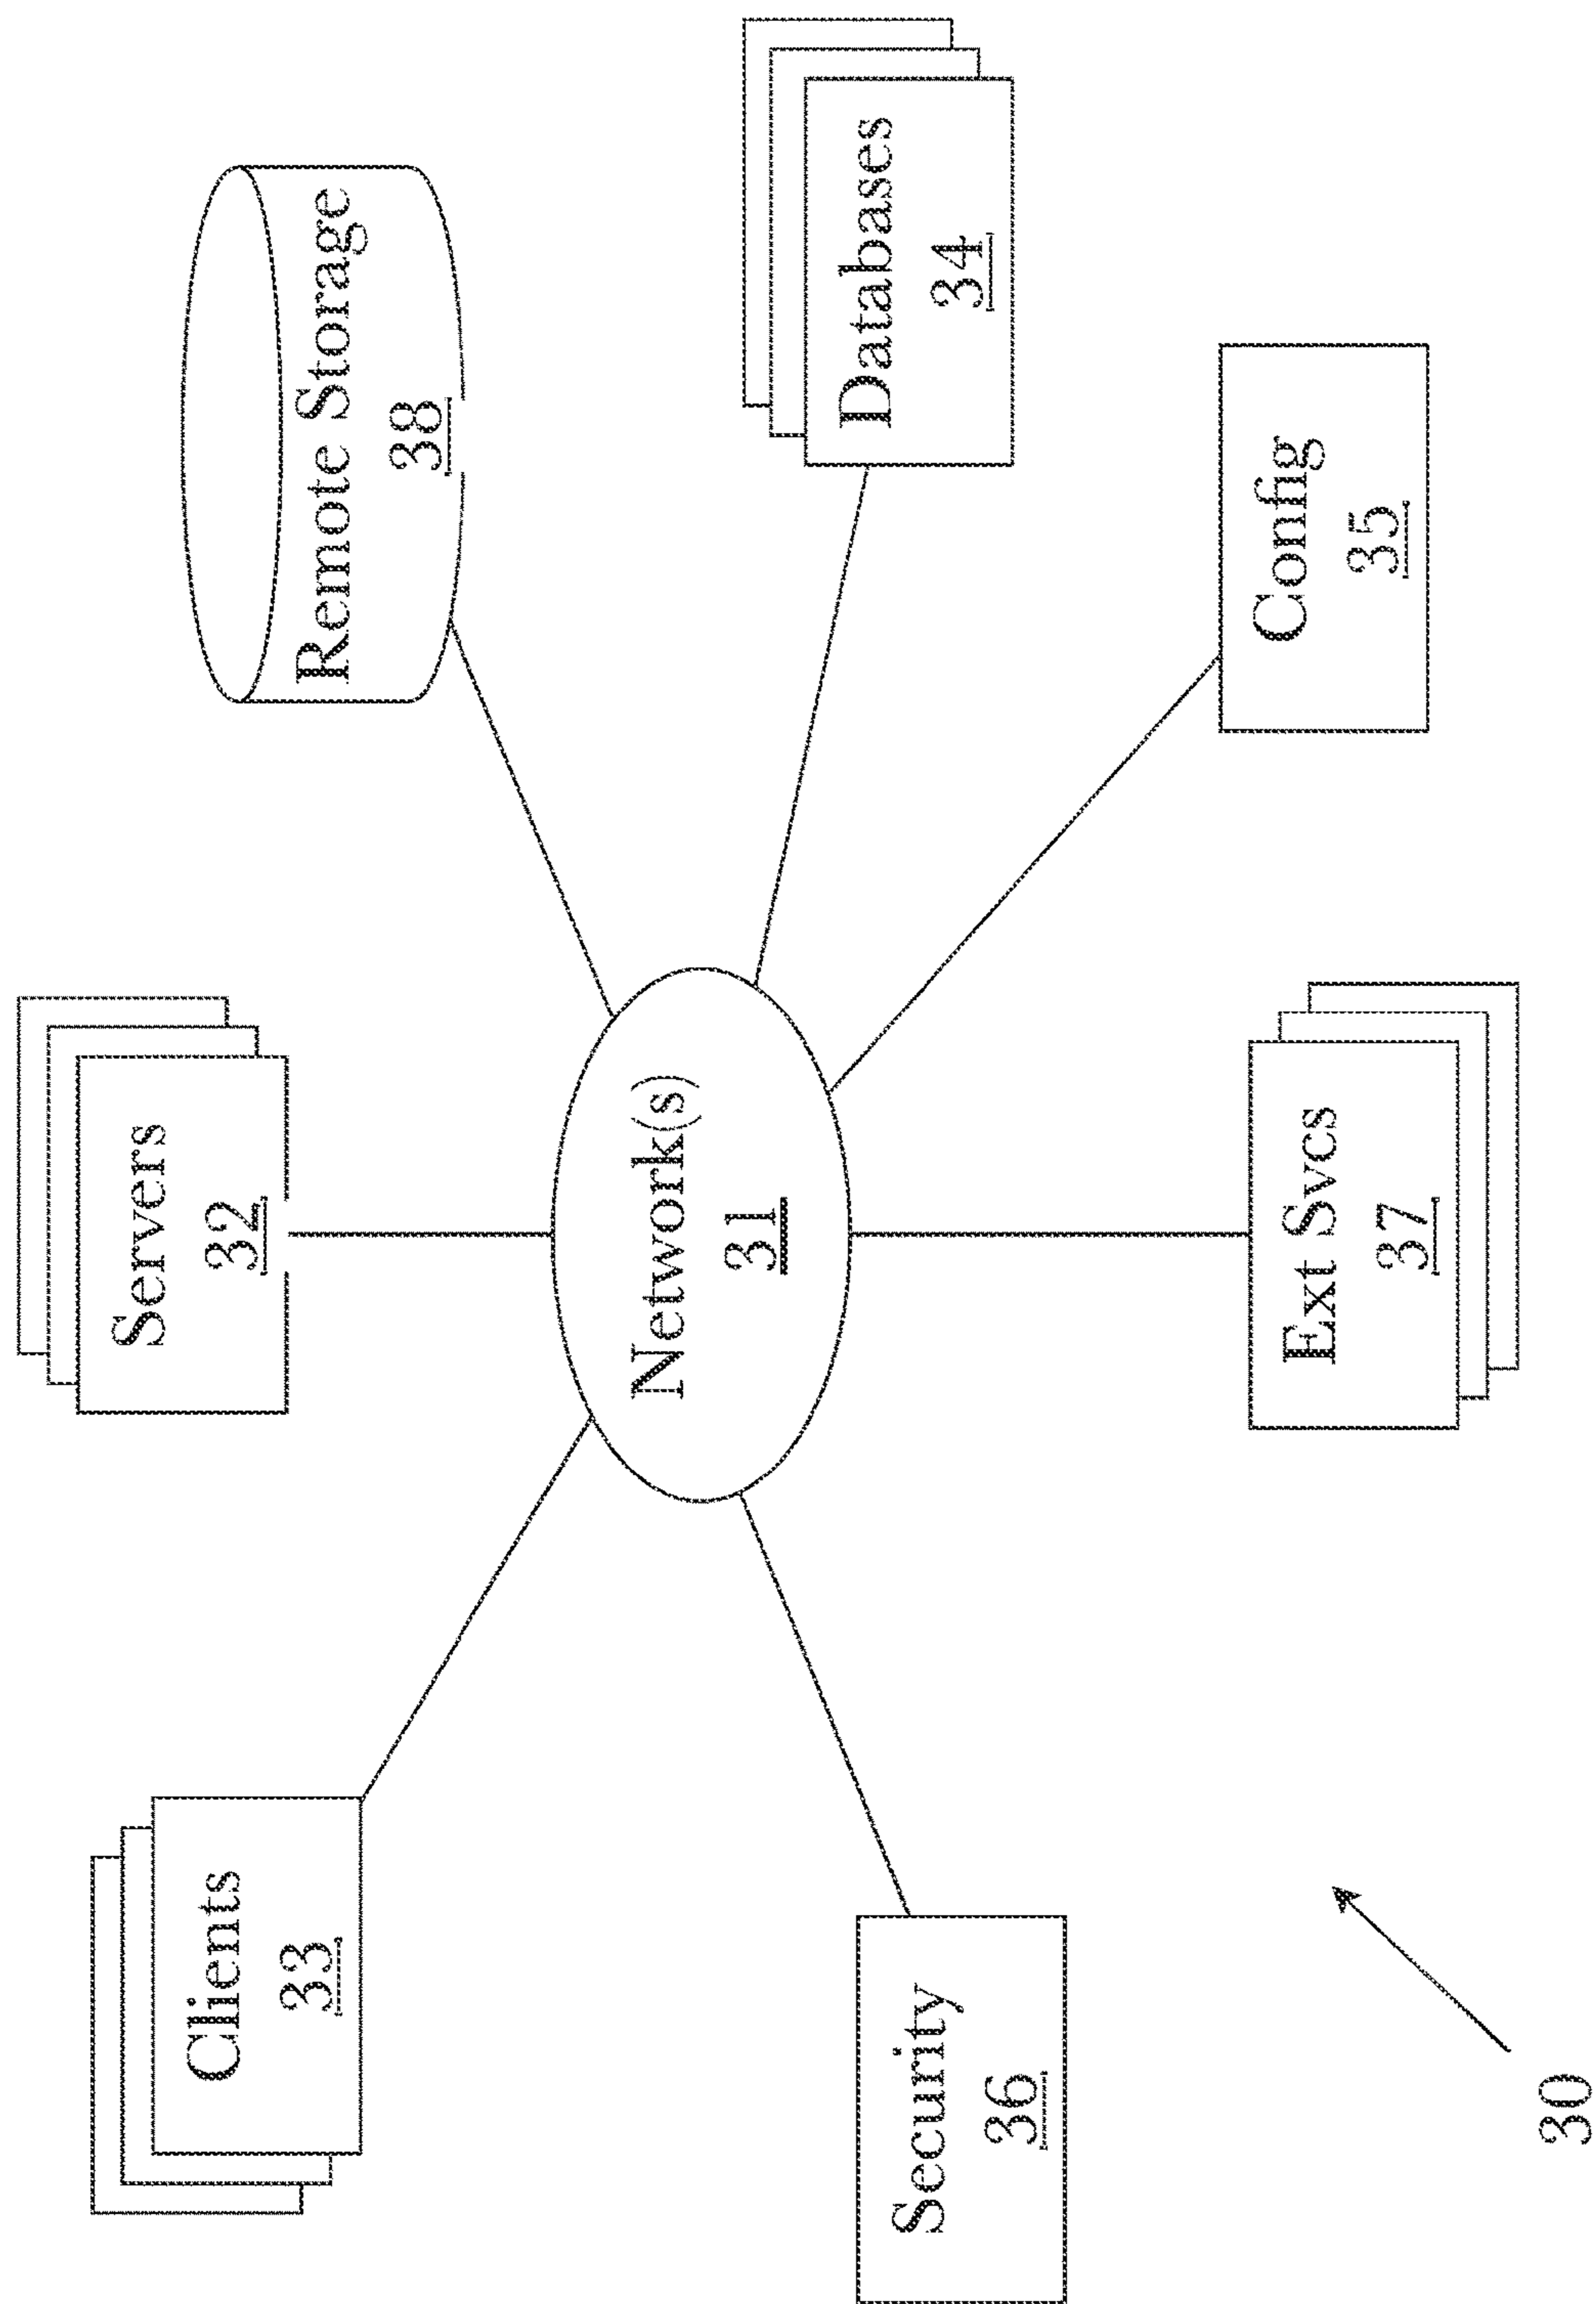 Servers
32
Clients
33
Remote Storage
38
Network(s)
31
Databases
34
Security
36
Ext Svcs
37
Config
35
30